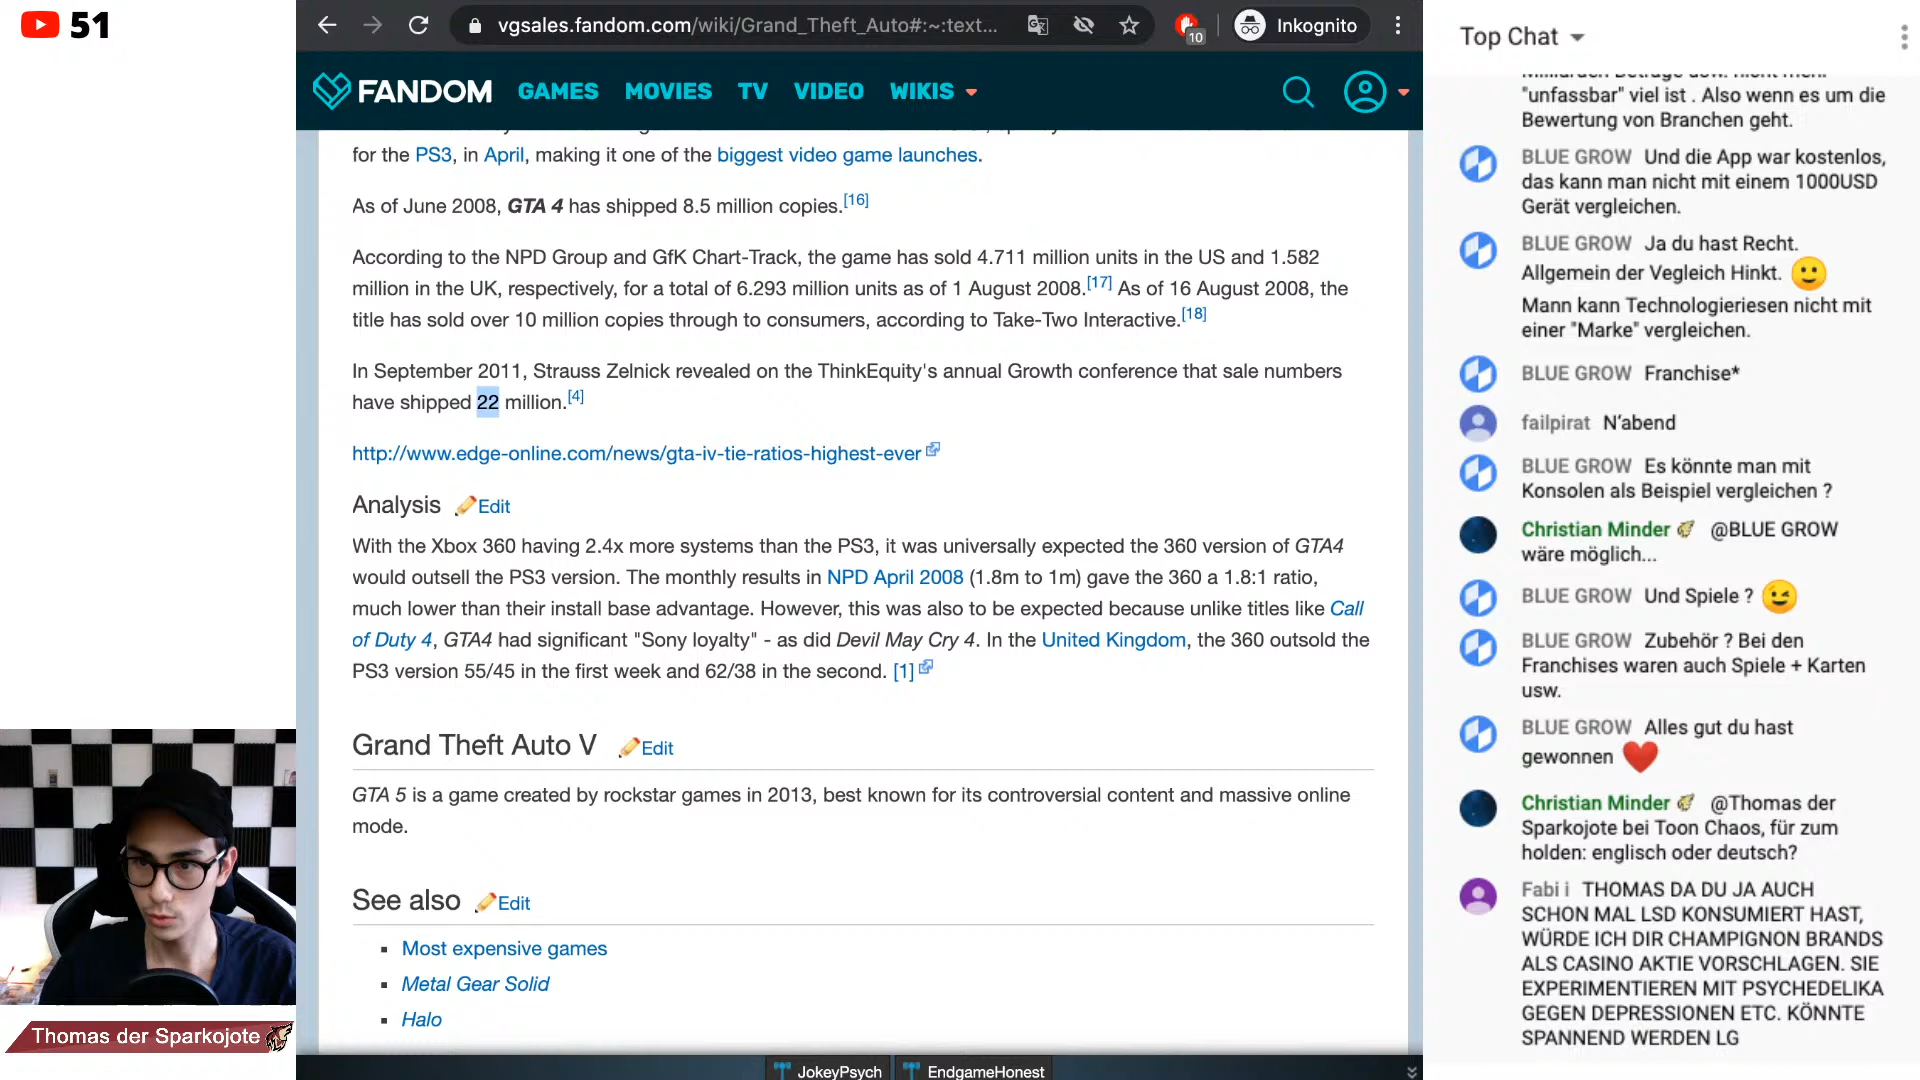 51
vgsales.fandom.com/wiki/Grand_Theft_Auto#:~:text...
10
Inkognito
FANDOM GAMES MOVIES TV VIDEO WIKIS
for the PS3, in April, making it one of the biggest video game launches.
As of June 2008, GTA 4 has shipped 8.5 million copies.[16]
According to the NPD Group and GfK Chart-Track, the game has sold 4.711 million units in the US and 1.582
million in the UK, respectively, for a total of 6.293 million units as of 1 August 2008.[17] As of 16 August 2008, the
title has sold over 10 million copies through to consumers, according to Take-Two Interactive.[18]
In September 2011, Strauss Zelnick revealed on the ThinkEquity's annual Growth conference that sale numbers
have shipped 22 million.[4]
http://www.edge-online.com/news/gta-iv-tie-ratios-highest-ever
Analysis Edit
With the Xbox 360 having 2.4x more systems than the PS3, it was universally expected the 360 version of GTA4
would outsell the PS3 version. The monthly results in NPD April 2008 (1.8m to 1m) gave the 360 a 1.8:1 ratio,
much lower than their install base advantage. However, this was also to be expected because unlike titles like Call
of Duty 4, GTA4 had significant "Sony loyalty" - as did Devil May Cry 4. In the United Kingdom, the 360 outsold the
PS3 version 55/45 in the first week and 62/38 in the second. [1]
Grand Theft Auto V Edit
GTA 5 is a game created by rockstar games in 2013, best known for its controversial content and massive online
mode.
See also Edit
Most expensive games
Metal Gear Solid
Halo
JokeyPsych EndgameHonest
Thomas der Sparkojote
Top Chat
"unfassbar" viel ist . Also wenn es um die
Bewertung von Branchen geht.
BLUE GROW Und die App war kostenlos,
das kann man nicht mit einem 1000USD
Gerät vergleichen.
BLUE GROW Ja du hast Recht.
Allgemein der Vegleich Hinkt.
Mann kann Technologieriesen nicht mit
einer "Marke" vergleichen.
BLUE GROW Franchise*
failpirat N'abend
BLUE GROW Es könnte man mit
Konsolen als Beispiel vergleichen ?
Christian Minder @BLUE GROW
wäre möglich...
BLUE GROW Und Spiele ?
BLUE GROW Zubehör ? Bei den
Franchises waren auch Spiele + Karten
usw.
BLUE GROW Alles gut du hast
gewonnen
Christian Minder @Thomas der
Sparkojote bei Toon Chaos, für zum
holden: englisch oder deutsch?
Fabi i THOMAS DA DU JA AUCH
SCHON MAL LSD KONSUMIERT HAST,
WÜRDE ICH DIR CHAMPIGNON BRANDS
ALS CASINO AKTIE VORSCHLAGEN. SIE
EXPERIMENTIEREN MIT PSYCHEDELIKA
GEGEN DEPRESSIONEN ETC. KÖNNTE
SPANNEND WERDEN LG